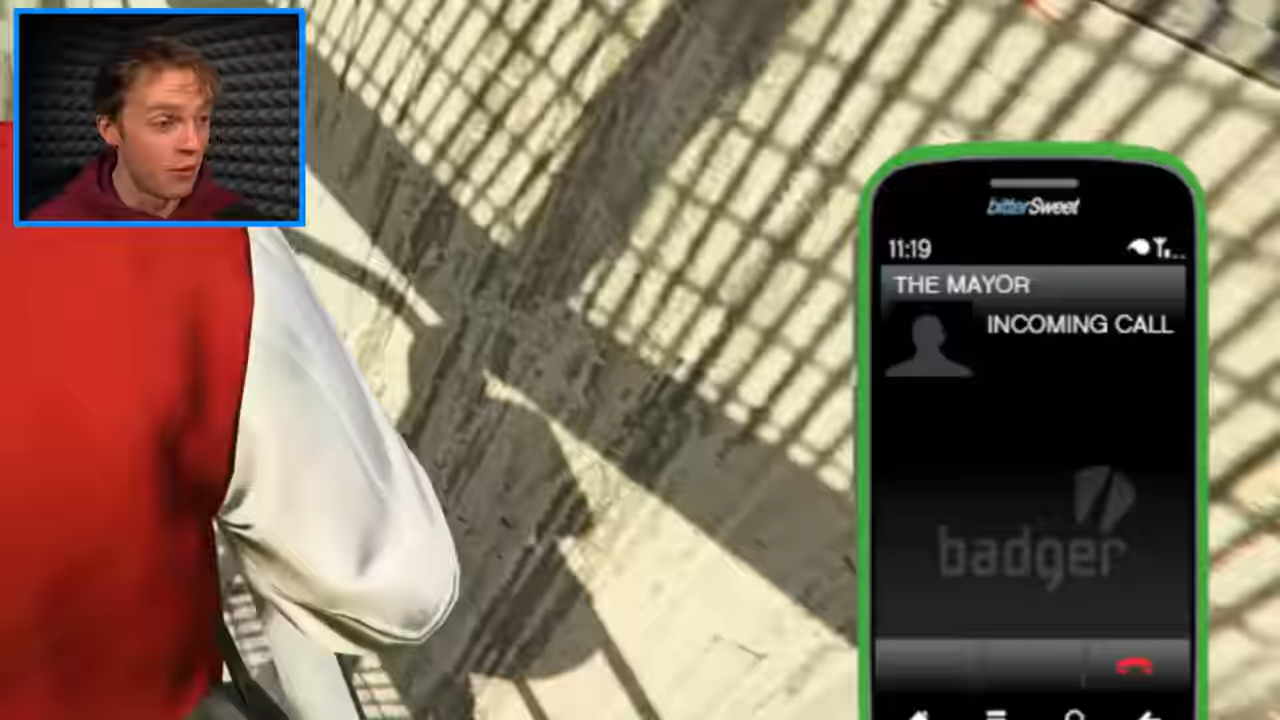 bitterSweet
11:19
THE MAYOR
INCOMING CALL
badger